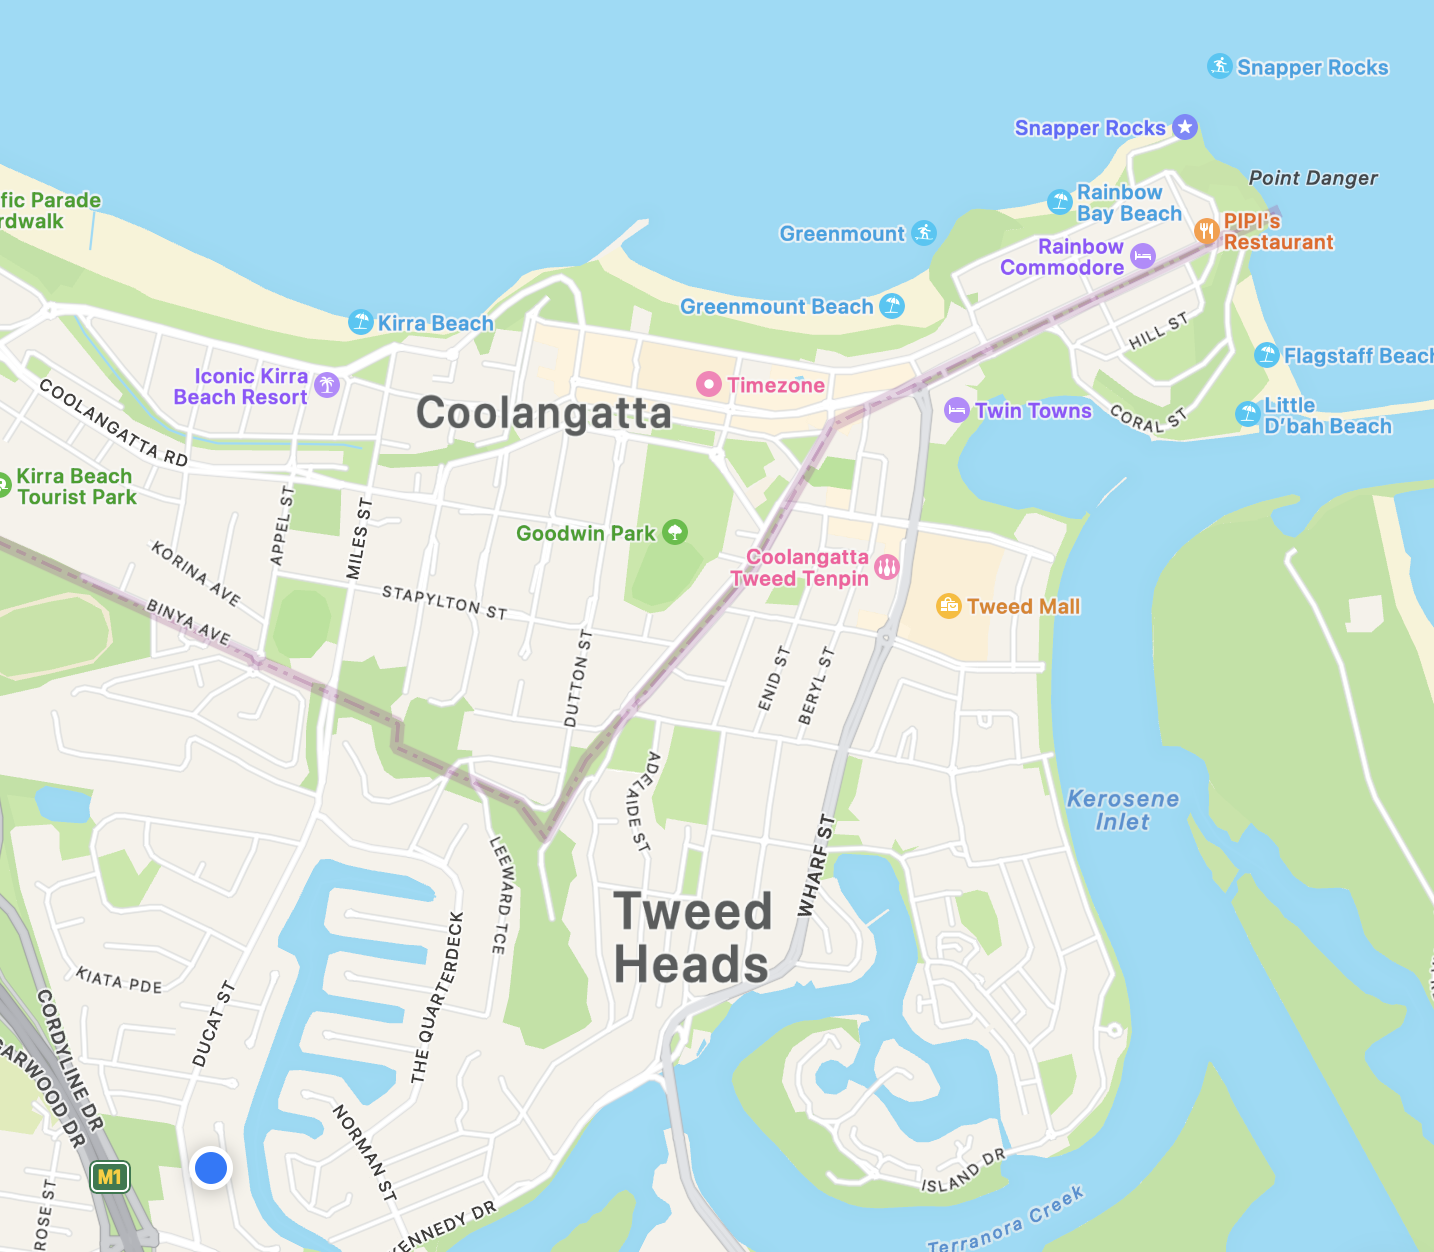 Snapper Rocks
Snapper Rocks
Point Danger
fic Parade
rdwalk
Rainbow
Bay Beach
PIPI's
Restaurant
Greenmount
Rainbow
Commodore
Greenmount Beach
Kirra Beach
HILL ST
Flagstaff Beach
Iconic Kirra
Beach Resort
Timezone
COOLANGATTA RD
Coolangatta
Twin Towns
CORAL ST
Little
D'bah Beach
Kirra Beach
Tourist Park
APPEL ST
MILES ST
Goodwin Park
KORINA AVE
Coolangatta
Tweed Tenpin
BINYA AVE
STAPYLTON ST
Tweed Mall
DUTTON ST
ENID ST
BERYL ST
ADELAIDE ST
Kerosene
Inlet
WHARF ST
LEEWARD TCE
Tweed
Heads
THE QUARTERDECK
KIATA PDE
DUCAT ST
CORDYLINE DR
GARWOOD DR
NORMAN ST
M1
ROSE ST
KENNEDY DR
ISLAND DR
Terranora Creek